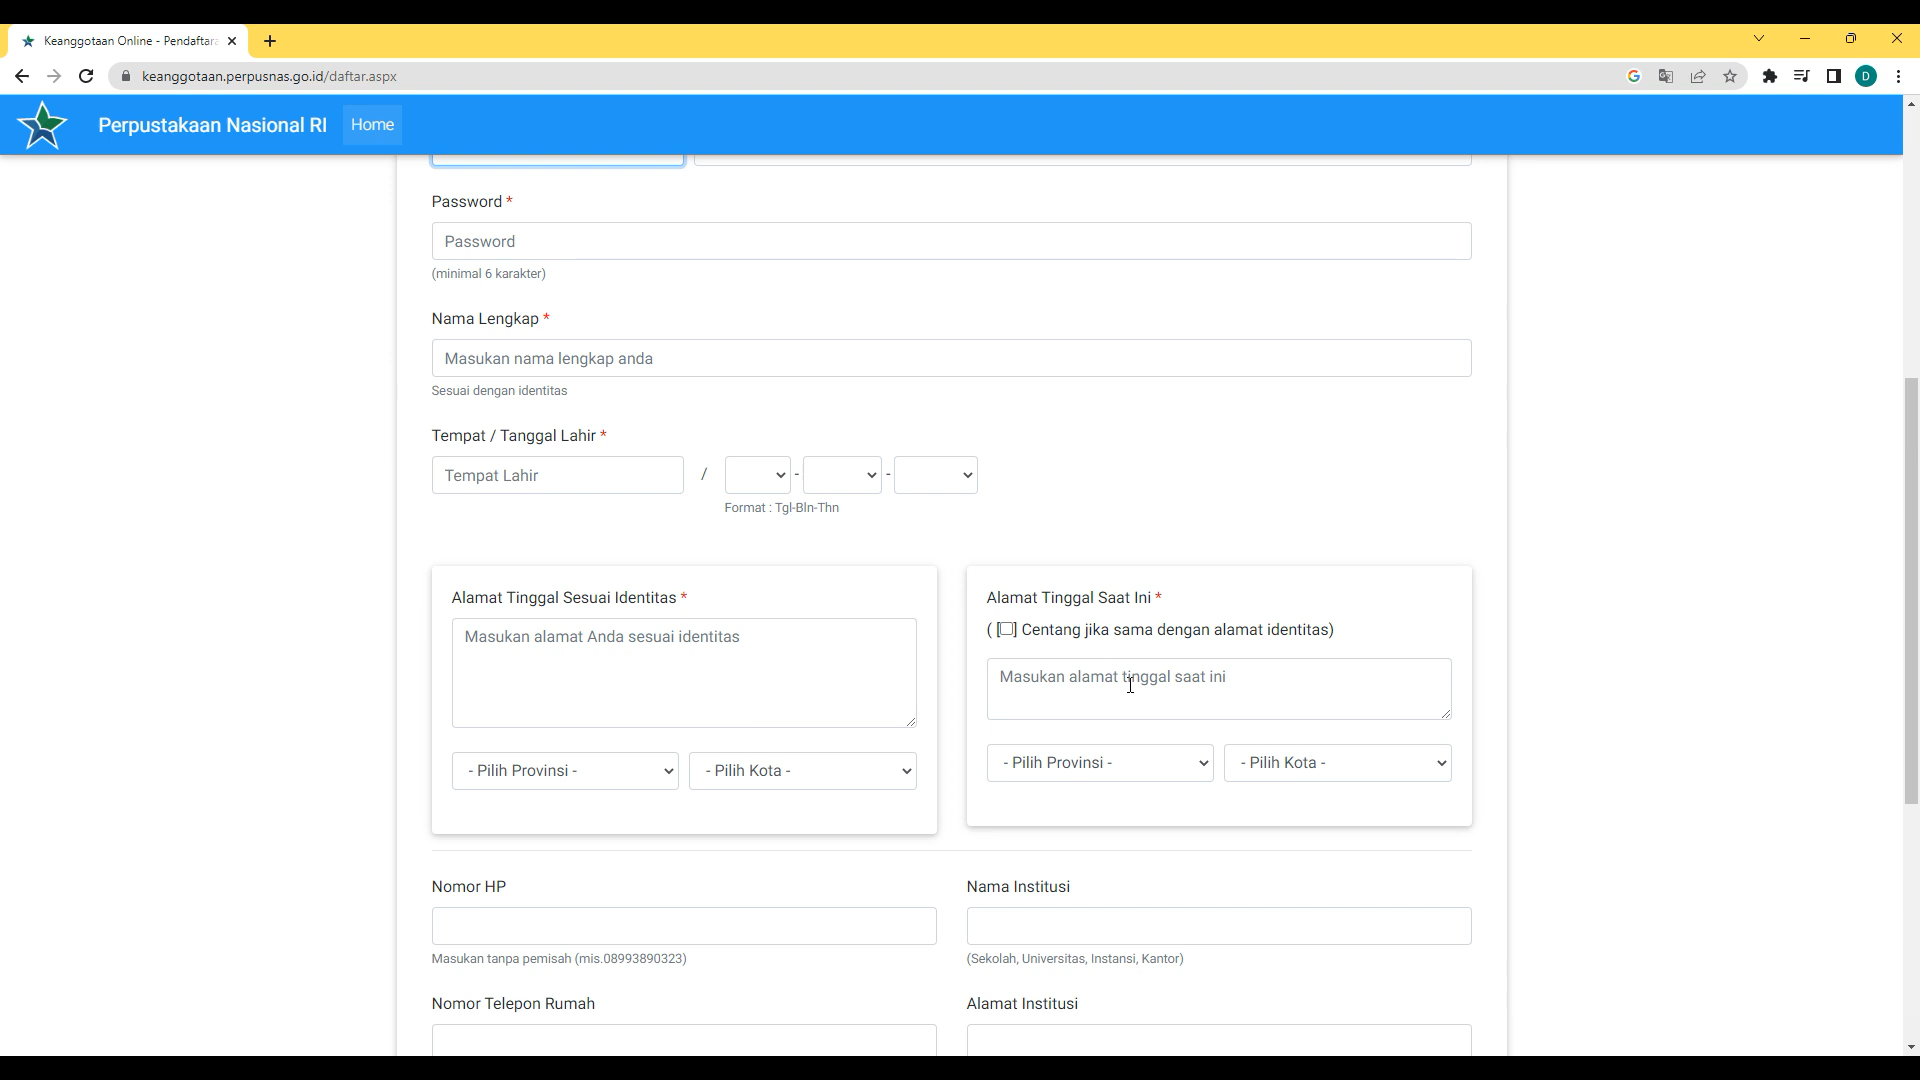 Keanggotaan Online - Pendaftara
keanggotaan.perpusnas.go.id/daftar.aspx
D
Perpustakaan Nasional RI
Home
Password *
Password
(minimal 6 karakter)
Nama Lengkap *
Masukan nama lengkap anda
Sesuai dengan identitas
Tempat / Tanggal Lahir *
Tempat Lahir / - -
Format : Tgl-Bln-Thn
Alamat Tinggal Sesuai Identitas *
Masukan alamat Anda sesuai identitas
- Pilih Provinsi -
- Pilih Kota -
Alamat Tinggal Saat Ini *
( [ ] Centang jika sama dengan alamat identitas)
Masukan alamat tinggal saat ini
- Pilih Provinsi -
- Pilih Kota -
Nomor HP
Masukan tanpa pemisah (mis.08993890323)
Nama Institusi
(Sekolah, Universitas, Instansi, Kantor)
Nomor Telepon Rumah
Alamat Institusi